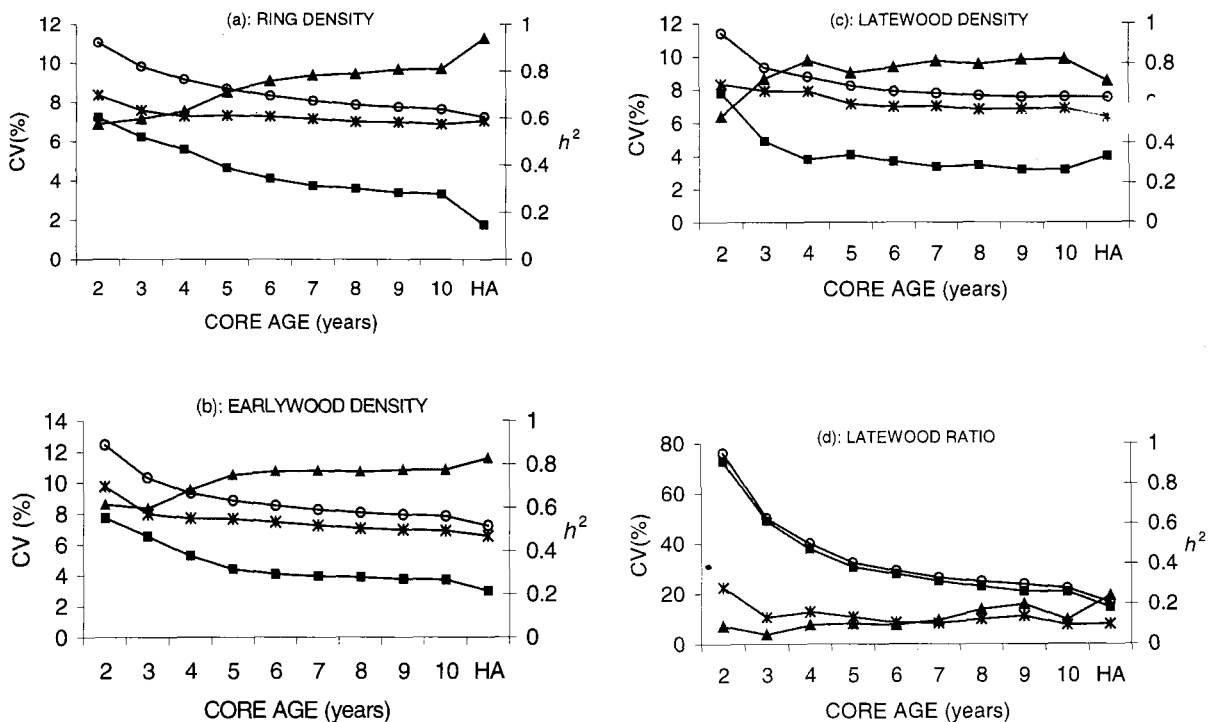 (a): RING DENSITY
12
10
8
6
4
2
0
CV(%)
1
0.8
0.6
0.4
0.2
0
h²
2 3 4 5 6 7 8 9 10 HA
CORE AGE (years)
(c): LATEWOOD DENSITY
12
10
8
6
4
2
0
CV(%)
1
0.8
0.4
0.2
0
h²
2 3 4 5 6 7 8 9 10 HA
CORE AGE (years)
(b): EARLYWOOD DENSITY
14
12
10
8
6
4
2
0
CV (%)
1
0.8
0.6
0.4
0.2
0
h²
2 3 4 5 6 7 8 9 10 HA
CORE AGE (years)
(d): LATEWOOD RATIO
80
60
40
20
0
CV(%)
1
0.8
0.6
0.4
0.2
0
h²
2 3 4 5 6 7 8 9 10 HA
CORE AGE (years)